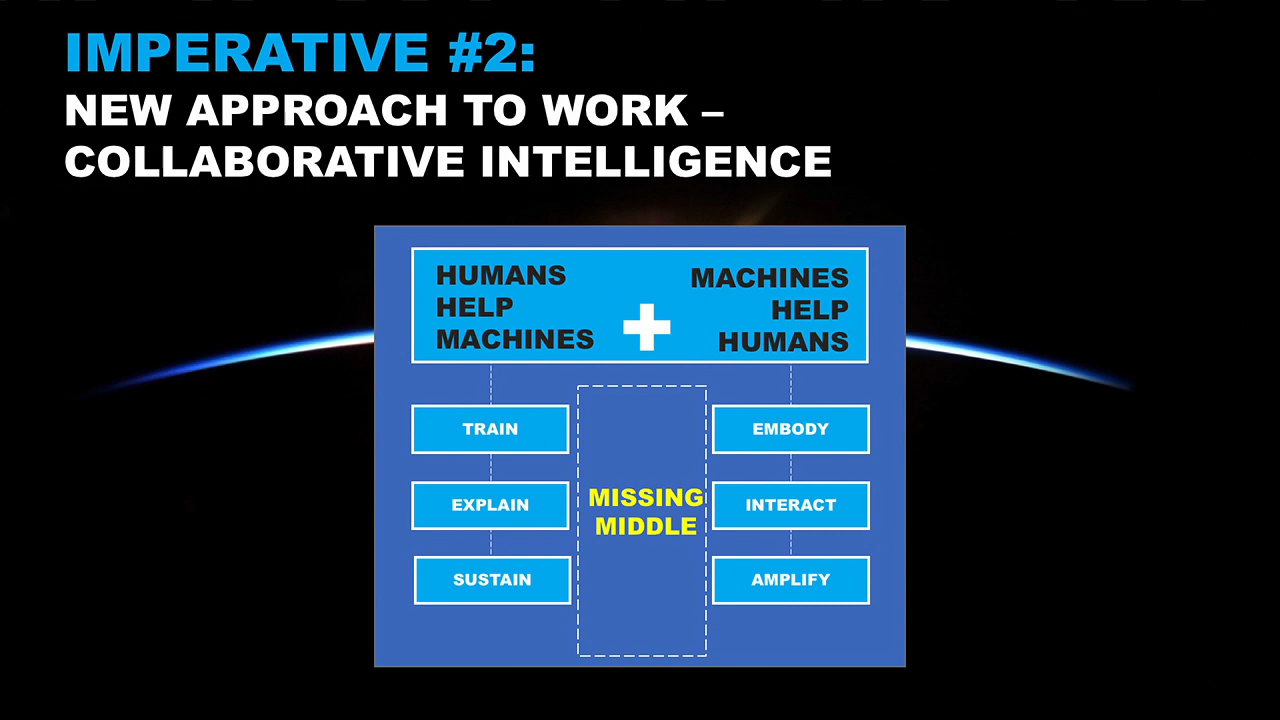 IMPERATIVE #2:
NEW APPROACH TO WORK –
COLLABORATIVE INTELLIGENCE
HUMANS
HELP
MACHINES
MACHINES
HELP
HUMANS
TRAIN
EXPLAIN
SUSTAIN
MISSING
MIDDLE
EMBODY
INTERACT
AMPLIFY